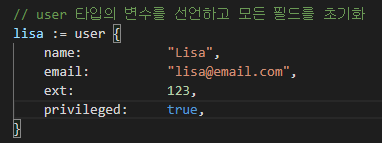 // user 타입의 변수를 선언하고 모든 필드를 초기화
lisa := user {
    name:       "Lisa",
    email:      "lisa@email.com",
    ext:        123,
    privileged: true,
}